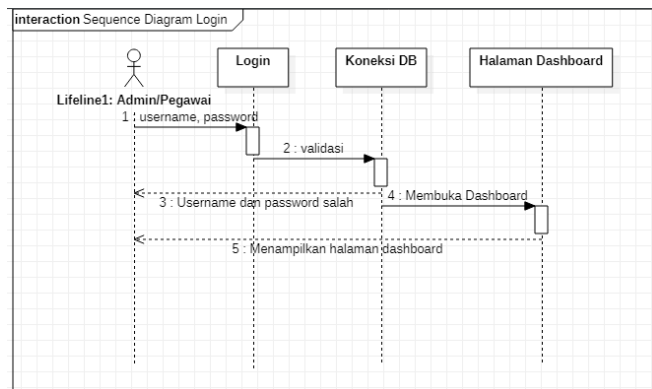 interaction Sequence Diagram Login
Login
Koneksi DB
Halaman Dashboard
Lifeline1: Admin/Pegawai
1 : username, password
2 : validasi
3 : Username dan password salah
4 : Membuka Dashboard
5 : Menampilkan halaman dashboard